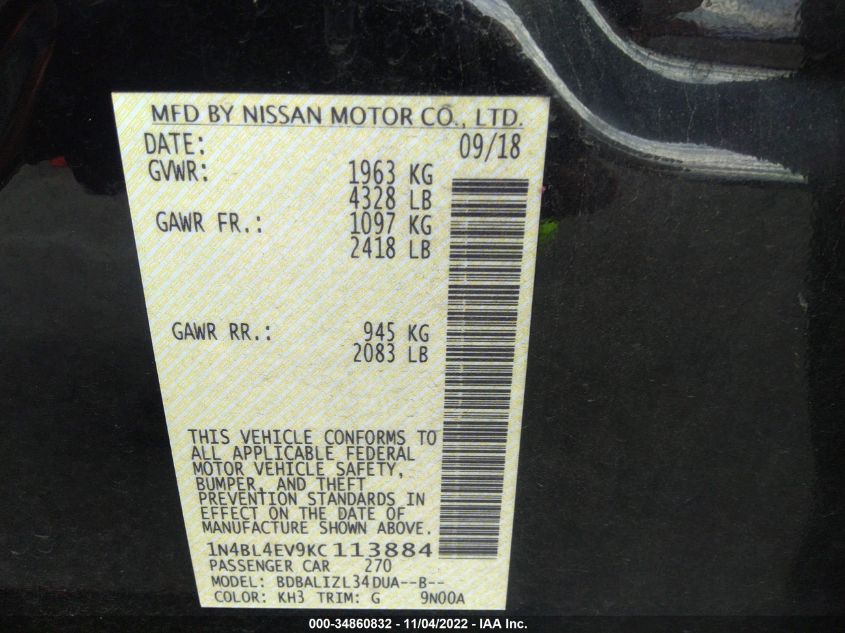 MFD BY NISSAN MOTOR CO., LTD.
DATE: 09/18
GVWR: 1963 KG
4328 LB
GAWR FR.: 1097 KG
2418 LB
GAWR RR.: 945 KG
2083 LB
THIS VEHICLE CONFORMS TO
ALL APPLICABLE FEDERAL
MOTOR VEHICLE SAFETY,
BUMPER, AND THEFT
PREVENTION STANDARDS IN
EFFECT ON THE DATE OF
MANUFACTURE SHOWN ABOVE.
1N4BL4EV9KC113884
PASSENGER CAR 270
MODEL: BDBALIZL34DUA--B--
COLOR: KH3 TRIM: G 9N00A
000-34860832 - 11/04/2022 - IAA Inc.